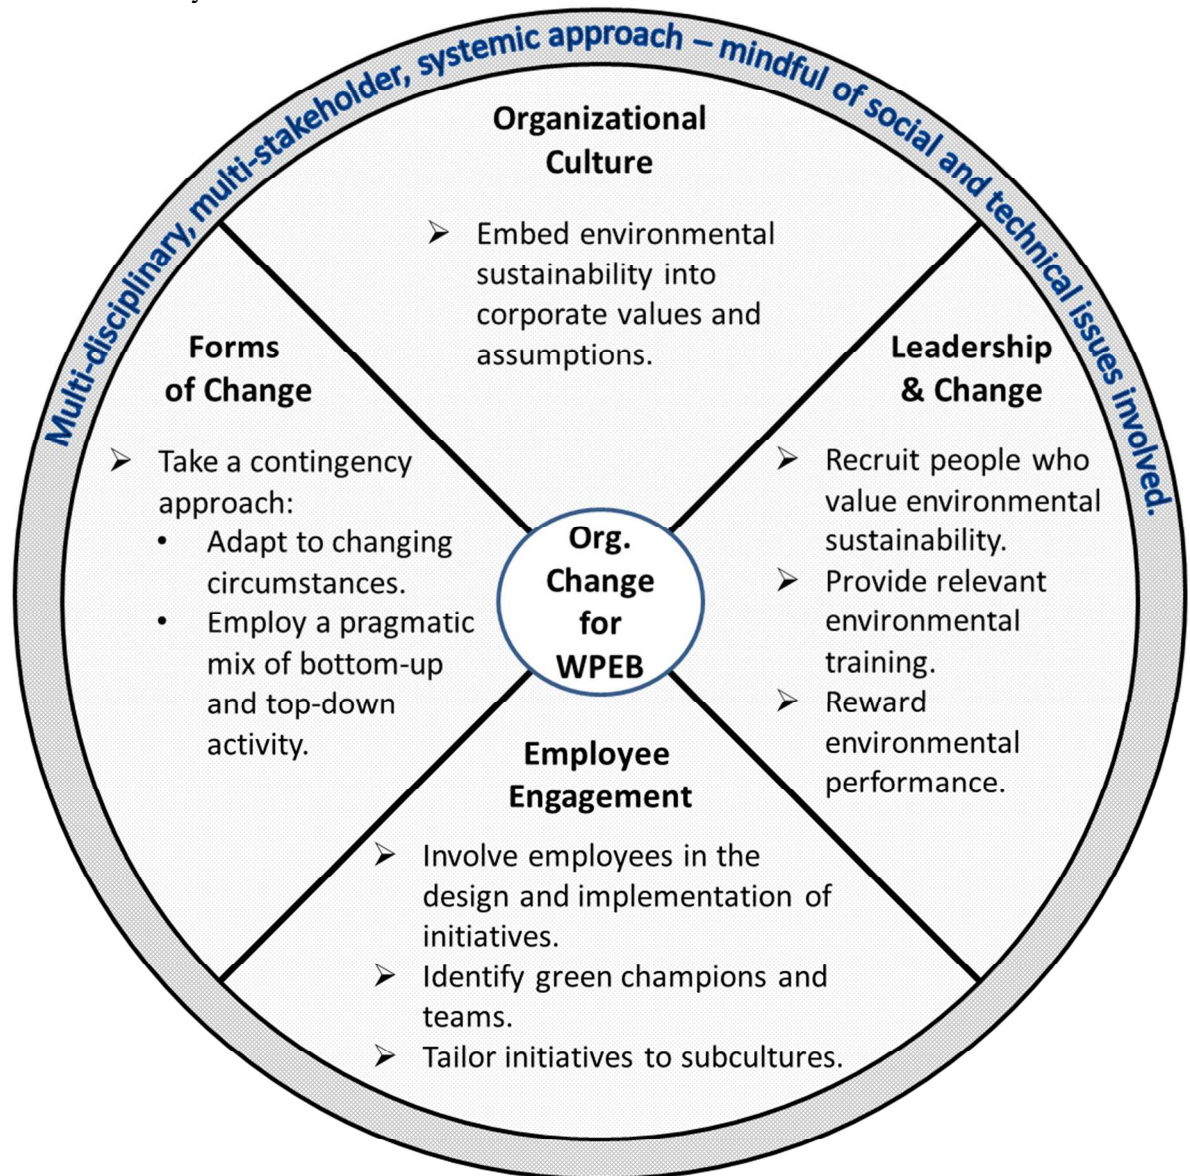 Multi-disciplinary, multi-stakeholder, systemic approach – mindful of social and technical issues involved.
Organizational
Culture
➢ Embed environmental
sustainability into
corporate values and
assumptions.
Forms
of Change
➢ Take a contingency
approach:
• Adapt to changing
circumstances.
• Employ a pragmatic
mix of bottom-up
and top-down
activity.
Leadership
& Change
➢ Recruit people who
value environmental
sustainability.
➢ Provide relevant
environmental
training.
➢ Reward
environmental
performance.
Org.
Change
for
WPEB
Employee
Engagement
➢ Involve employees in the
design and implementation of
initiatives.
➢ Identify green champions and
teams.
➢ Tailor initiatives to subcultures.